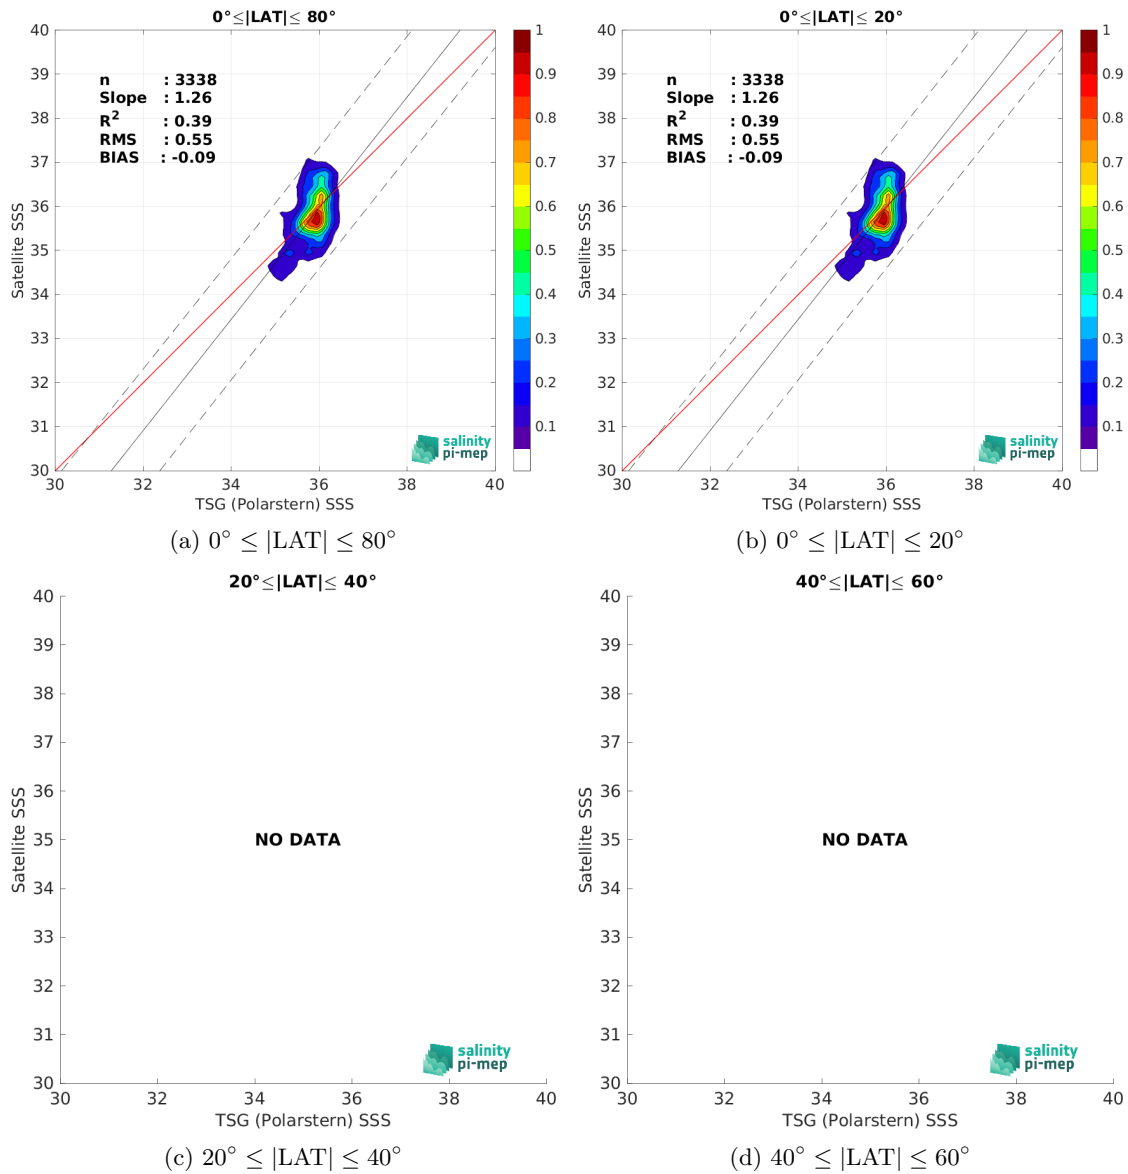 0°≤|LAT|≤ 80°
40
39
38
37
36
35
34
33
32
31
30
Satellite SSS
n : 3338
Slope : 1.26
R² : 0.39
RMS : 0.55
BIAS : -0.09
salinity
pi-mep
30 32 34 36 38 40
TSG (Polarstern) SSS
1
0.9
0.8
0.7
0.6
0.5
0.4
0.3
0.2
0.1
(a) 0° ≤ |LAT| ≤ 80°
0°≤|LAT|≤ 20°
40
39
38
37
36
35
34
33
32
31
30
Satellite SSS
n : 3338
Slope : 1.26
R² : 0.39
RMS : 0.55
BIAS : -0.09
salinity
pi-mep
30 32 34 36 38 40
TSG (Polarstern) SSS
1
0.9
0.8
0.7
0.6
0.5
0.4
0.3
0.2
0.1
(b) 0° ≤ |LAT| ≤ 20°
20°≤|LAT|≤ 40°
40
39
38
37
36
35
34
33
32
31
30
Satellite SSS
NO DATA
salinity
pi-mep
30 32 34 36 38 40
TSG (Polarstern) SSS
(c) 20° ≤ |LAT| ≤ 40°
40°≤|LAT|≤ 60°
40
39
38
37
36
35
34
33
32
31
30
Satellite SSS
NO DATA
salinity
pi-mep
30 32 34 36 38 40
TSG (Polarstern) SSS
(d) 40° ≤ |LAT| ≤ 60°